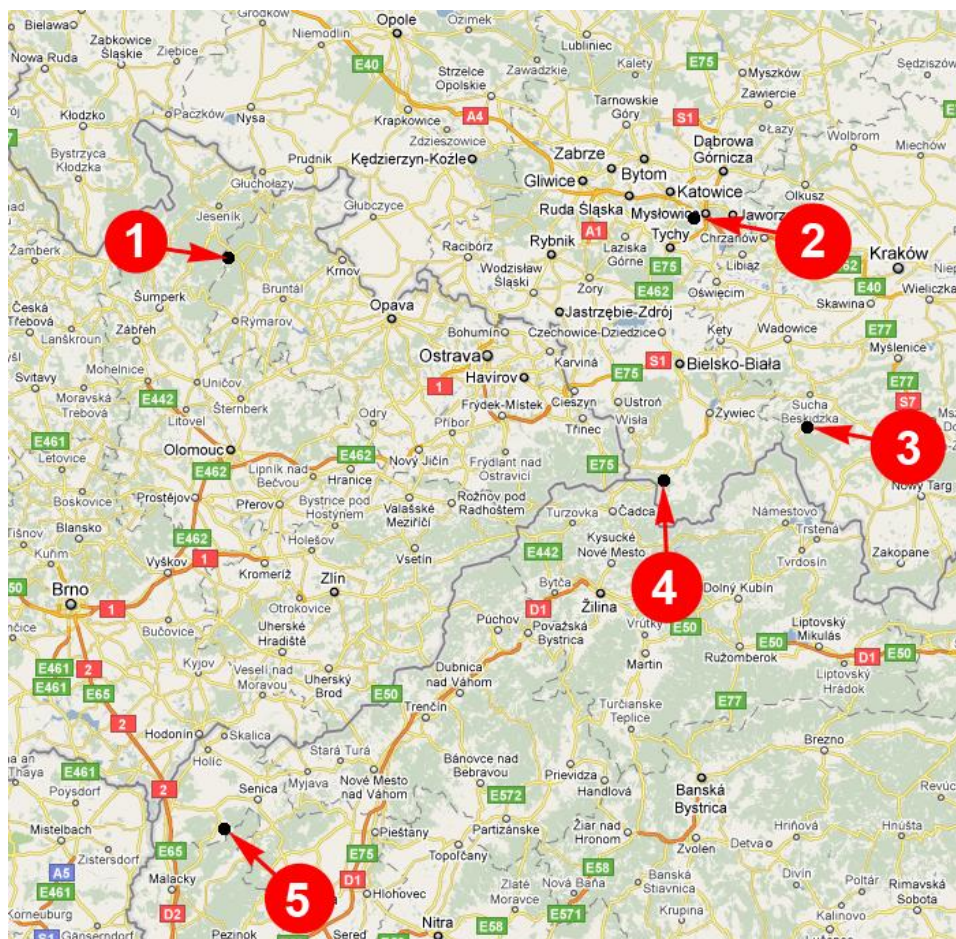 Bielawa
Grodków
Opole
Ozimek
Niemodlin
Lubliniec
Zabkowice
Śląskie
Ziębice
E40
Kalety
E75
Myszków
Sędziszów
Nowa Ruda
Zawadzkie
Strzelce
Opolskie
Zawiercie
Kłodzko
Paczków
Nysa
Krapkowice
A4
Tarnowskie
Góry
S1
Łazy
Zdzieszowice
Dąbrowa
Górnicza
Wolbrom
Miechów
Bystrzyca
Kłodzka
Prudnik
Kędzierzyn-Koźle
Zabrze
Bytom
Głuchołazy
Gliwice
Katowice
Olkusz
Głubczyce
Ruda Śląska
Mysłowice
Jaworz
Jeseník
1
A1
2
Žamberk
Racibórz
Rybnik
Łaziska
Górne
Tychy
Chrzanów
Libiąż
Kraków
Krnov
Wodzisław
Śląski
E75
E40
Wieliczka
Bruntál
Żory
E462
Oświęcim
Skawina
Šumperk
Česká
Třebová
Lanškroun
Zábřeh
Rýmařov
Opava
Jastrzębie-Zdrój
E77
Bohumín
Czechowice-Dziedzice
Kęty
Wadowice
Myślenice
Ostrava
Karviná
S1
Bielsko-Biała
Mohelnice
Havirov
E75
E77
Svitavy
Uničov
1
Cieszyn
Ustroń
Sucha
Beskidzka
S7
Moravská
Třebová
E442
Šternberk
Litovel
Odry
Frýdek-Místek
Třinec
Wisła
Żywiec
Příbor
E461
Olomouc
E462
E462
Nový Jičín
3
Letovice
Lipník nad
Bečvou
Hranice
Frýdlant nad
Ostravicí
E75
Boskovice
Prostějov
Přerov
Bystřice pod
Hostýnem
Valašské
Meziříčí
Rožnov pod
Radhoštěm
Čadca
Nowy Targ
Blansko
Turzovka
Námestovo
Trstená
Tišnov
E462
Holešov
Kysucké
Nové Mesto
Kuřim
Vyškov
1
Vsetín
E442
4
Tvrdosín
Zakopane
Kroměříž
Zlín
Bytča
Dolný Kubín
50
Brno
1
Otrokovice
D1
Žilina
Púchov
Považská
Bystrica
Vrútky
E50
Liptovský
Mikuláš
Bučovice
Uherské
Hradiště
E50
D1
E50
Martin
Ružomberok
E461
2
Kyjov
Veselí nad
Moravou
Uherský
Brod
Dubnica
nad Váhom
Liptovský
Hrádok
E461
E65
E50
E77
Trenčín
Turčianske
Teplice
2
Hodonín
Skalica
Holíc
Stará Turá
Brezno
Bánovce nad
Bebravou
E461
Poysdorf
Senica
Myjava
Nové Mesto
nad Váhom
Prievidza
Handlová
Banská
Bystrica
2
E572
Mistelbach
Piešťany
Partizánske
Žiar nad
Hronom
Hriňová
Hnúšta
Zistersdorf
E65
E75
Topoľčany
Zvolen
Detva
A5
Malacky
5
D1
Hlohovec
E58
Zlaté
Moravce
Nová Baňa
Banská
Štiavnica
Divín
Poltár
Rimavská
Sobota
E461
Korneuburg
D2
E571
Krupina
Kalinovo
S1
Gänserndorf
Pezinok
Sereď
Nitra
E58